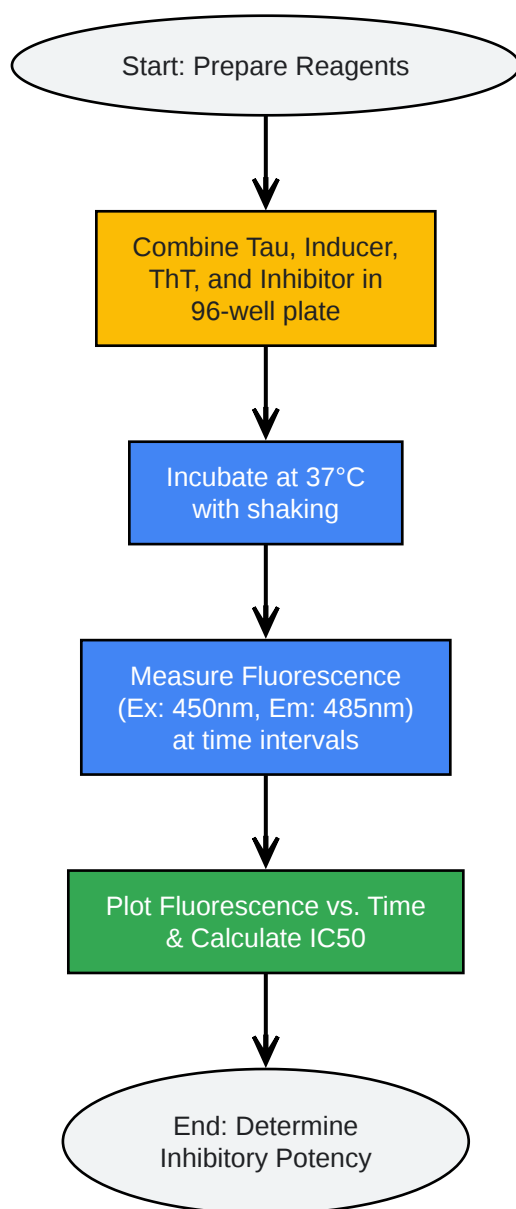 Start: Prepare Reagents
Combine Tau, Inducer,
ThT, and Inhibitor in
96-well plate
Incubate at 37°C
with shaking
Measure Fluorescence
(Ex: 450nm, Em: 485nm)
at time intervals
Plot Fluorescence vs. Time
& Calculate IC50
End: Determine
Inhibitory Potency